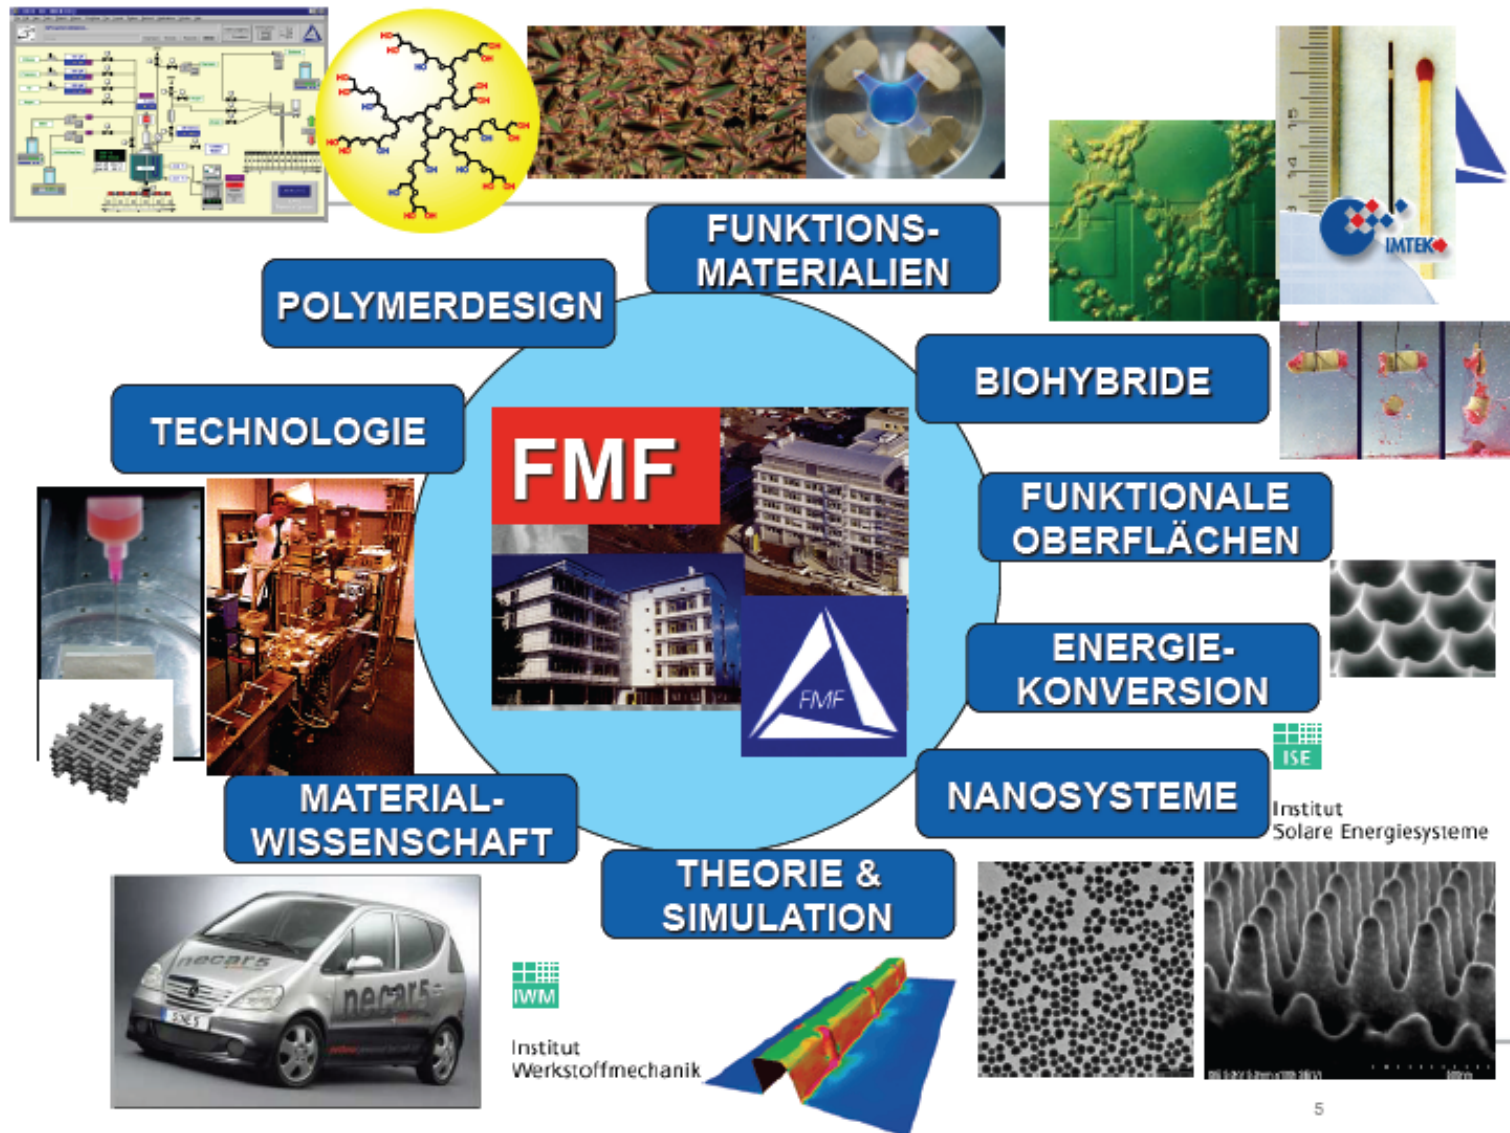 FUNKTIONS-
MATERIALIEN
POLYMERDESIGN
IMTEK
BIOHYBRIDE
TECHNOLOGIE
FMF
FUNKTIONALE
OBERFLÄCHEN
ENERGIE-
KONVERSION
FMF
ISE
NANOSYSTEME
Institut
Solare Energiesysteme
MATERIAL-
WISSENSCHAFT
THEORIE &
SIMULATION
necar5
necar5
IWM
Institut
Werkstoffmechanik
5